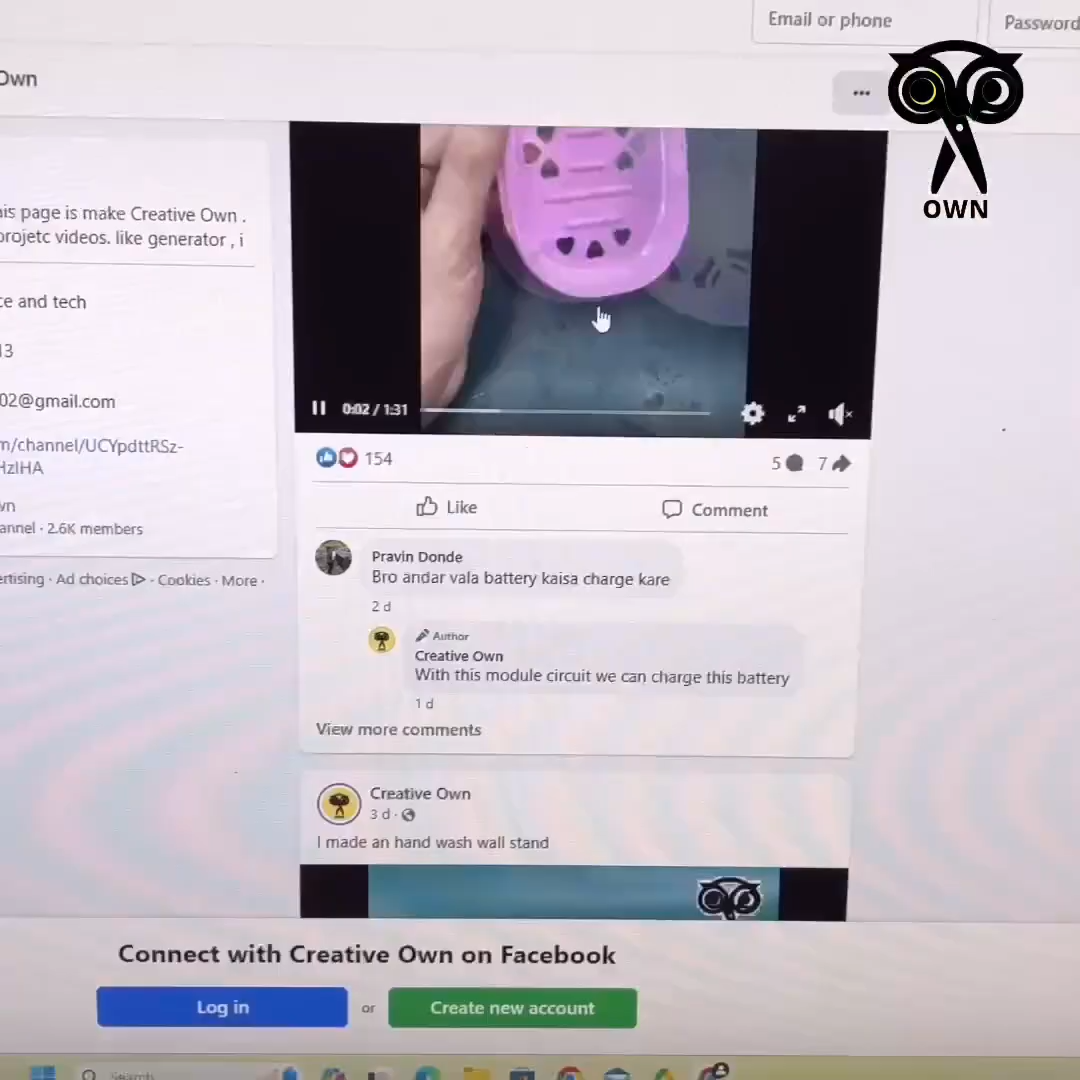 Email or phone
Password
Own
OWN
his page is make Creative Own .
projetc videos. like generator , i
ce and tech
13
02@gmail.com
m/channel/UCYpdttRSz-
HzlHA
wn
annel · 2.6K members
ertising · Ad choices · Cookies · More ·
0:02 / 1:31
154
5
7
Like
Comment
Pravin Donde
Bro andar vala battery kaisa charge kare
2 d
Author
Creative Own
With this module circuit we can charge this battery
1 d
View more comments
Creative Own
3 d ·
I made an hand wash wall stand
Connect with Creative Own on Facebook
Log in
or
Create new account
Search